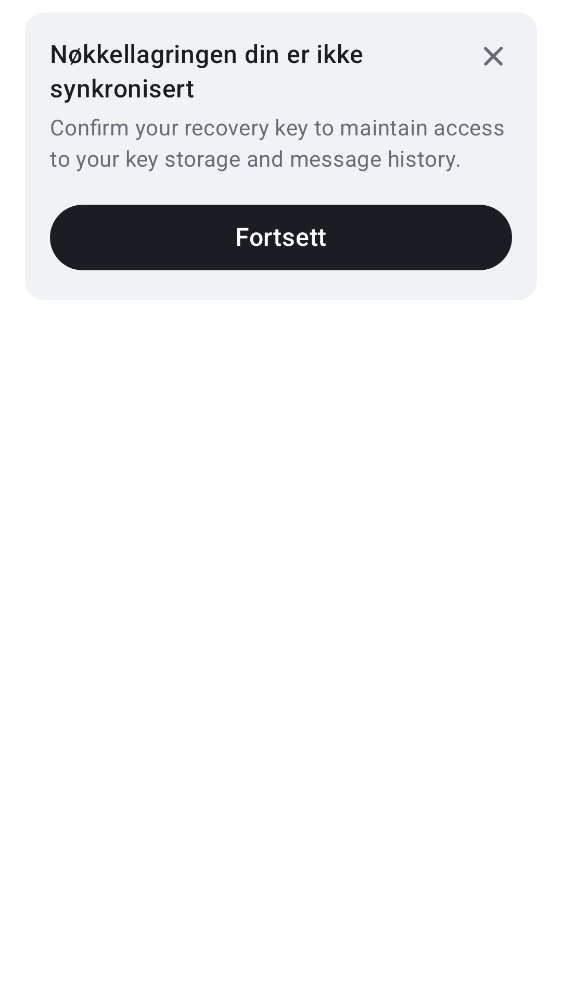 Nøkkellagringen din er ikke
synkronisert
Confirm your recovery key to maintain access
to your key storage and message history.
Fortsett